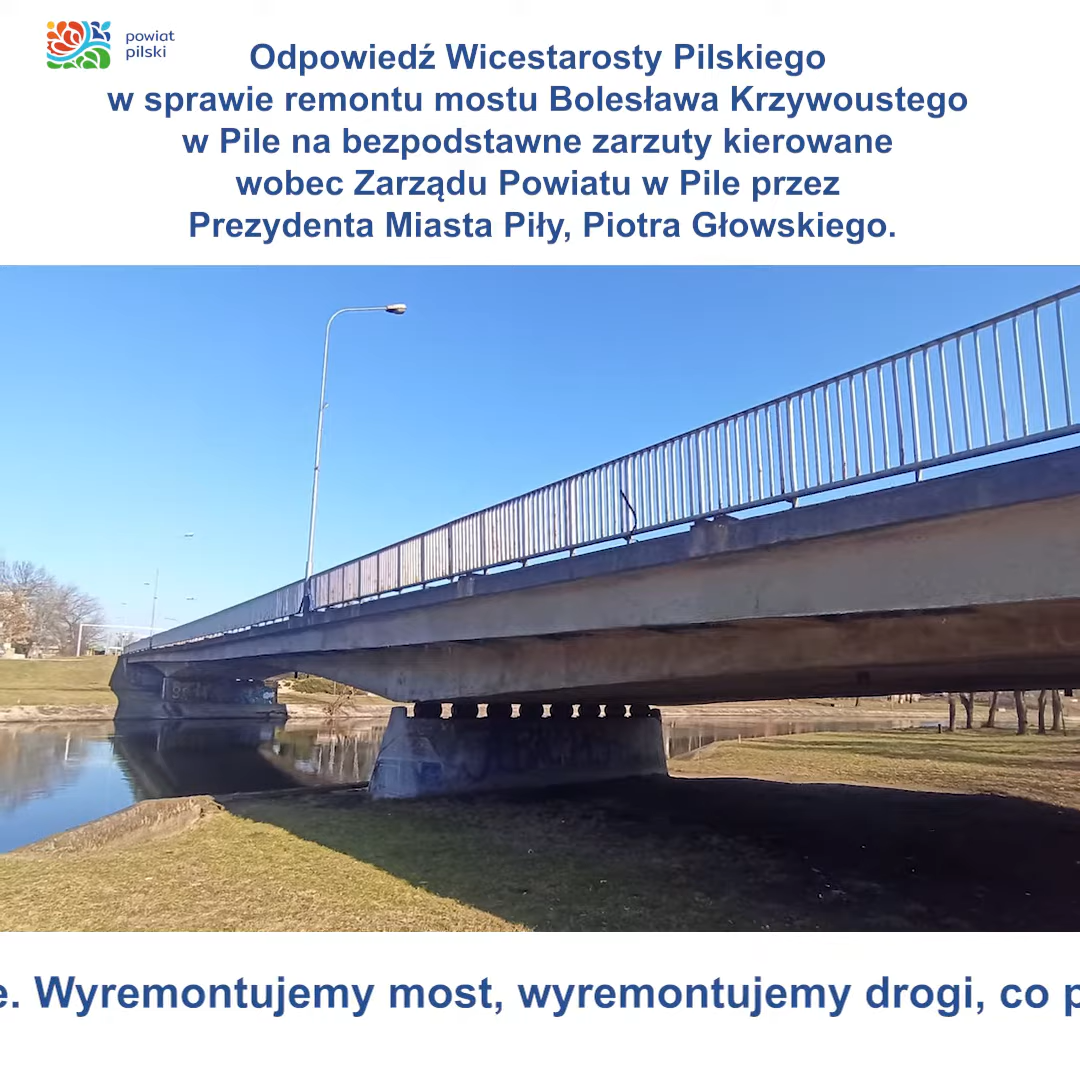 powiat
pilski
Odpowiedź Wicestarosty Pilskiego
w sprawie remontu mostu Bolesława Krzywoustego
w Pile na bezpodstawne zarzuty kierowane
wobec Zarządu Powiatu w Pile przez
Prezydenta Miasta Piły, Piotra Głowskiego.
e. Wyremontujemy most, wyremontujemy drogi, co p